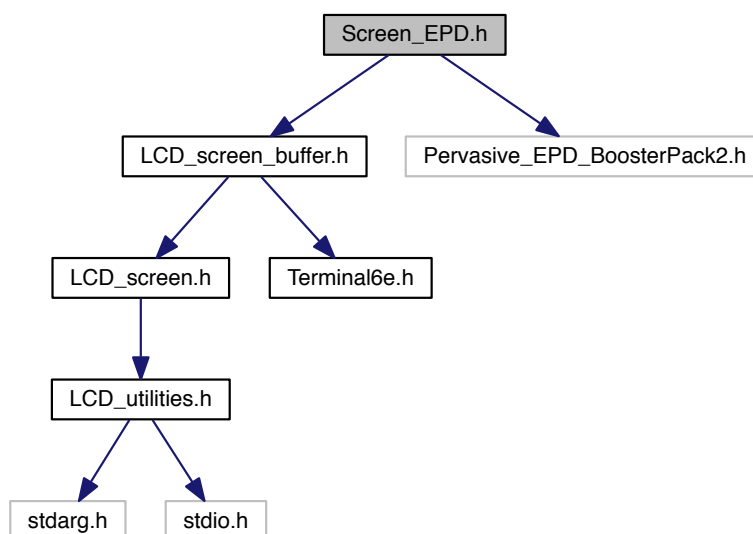 Screen_EPD.h
LCD_screen_buffer.h
Pervasive_EPD_BoosterPack2.h
LCD_screen.h
Terminal6e.h
LCD_utilities.h
stdarg.h
stdio.h